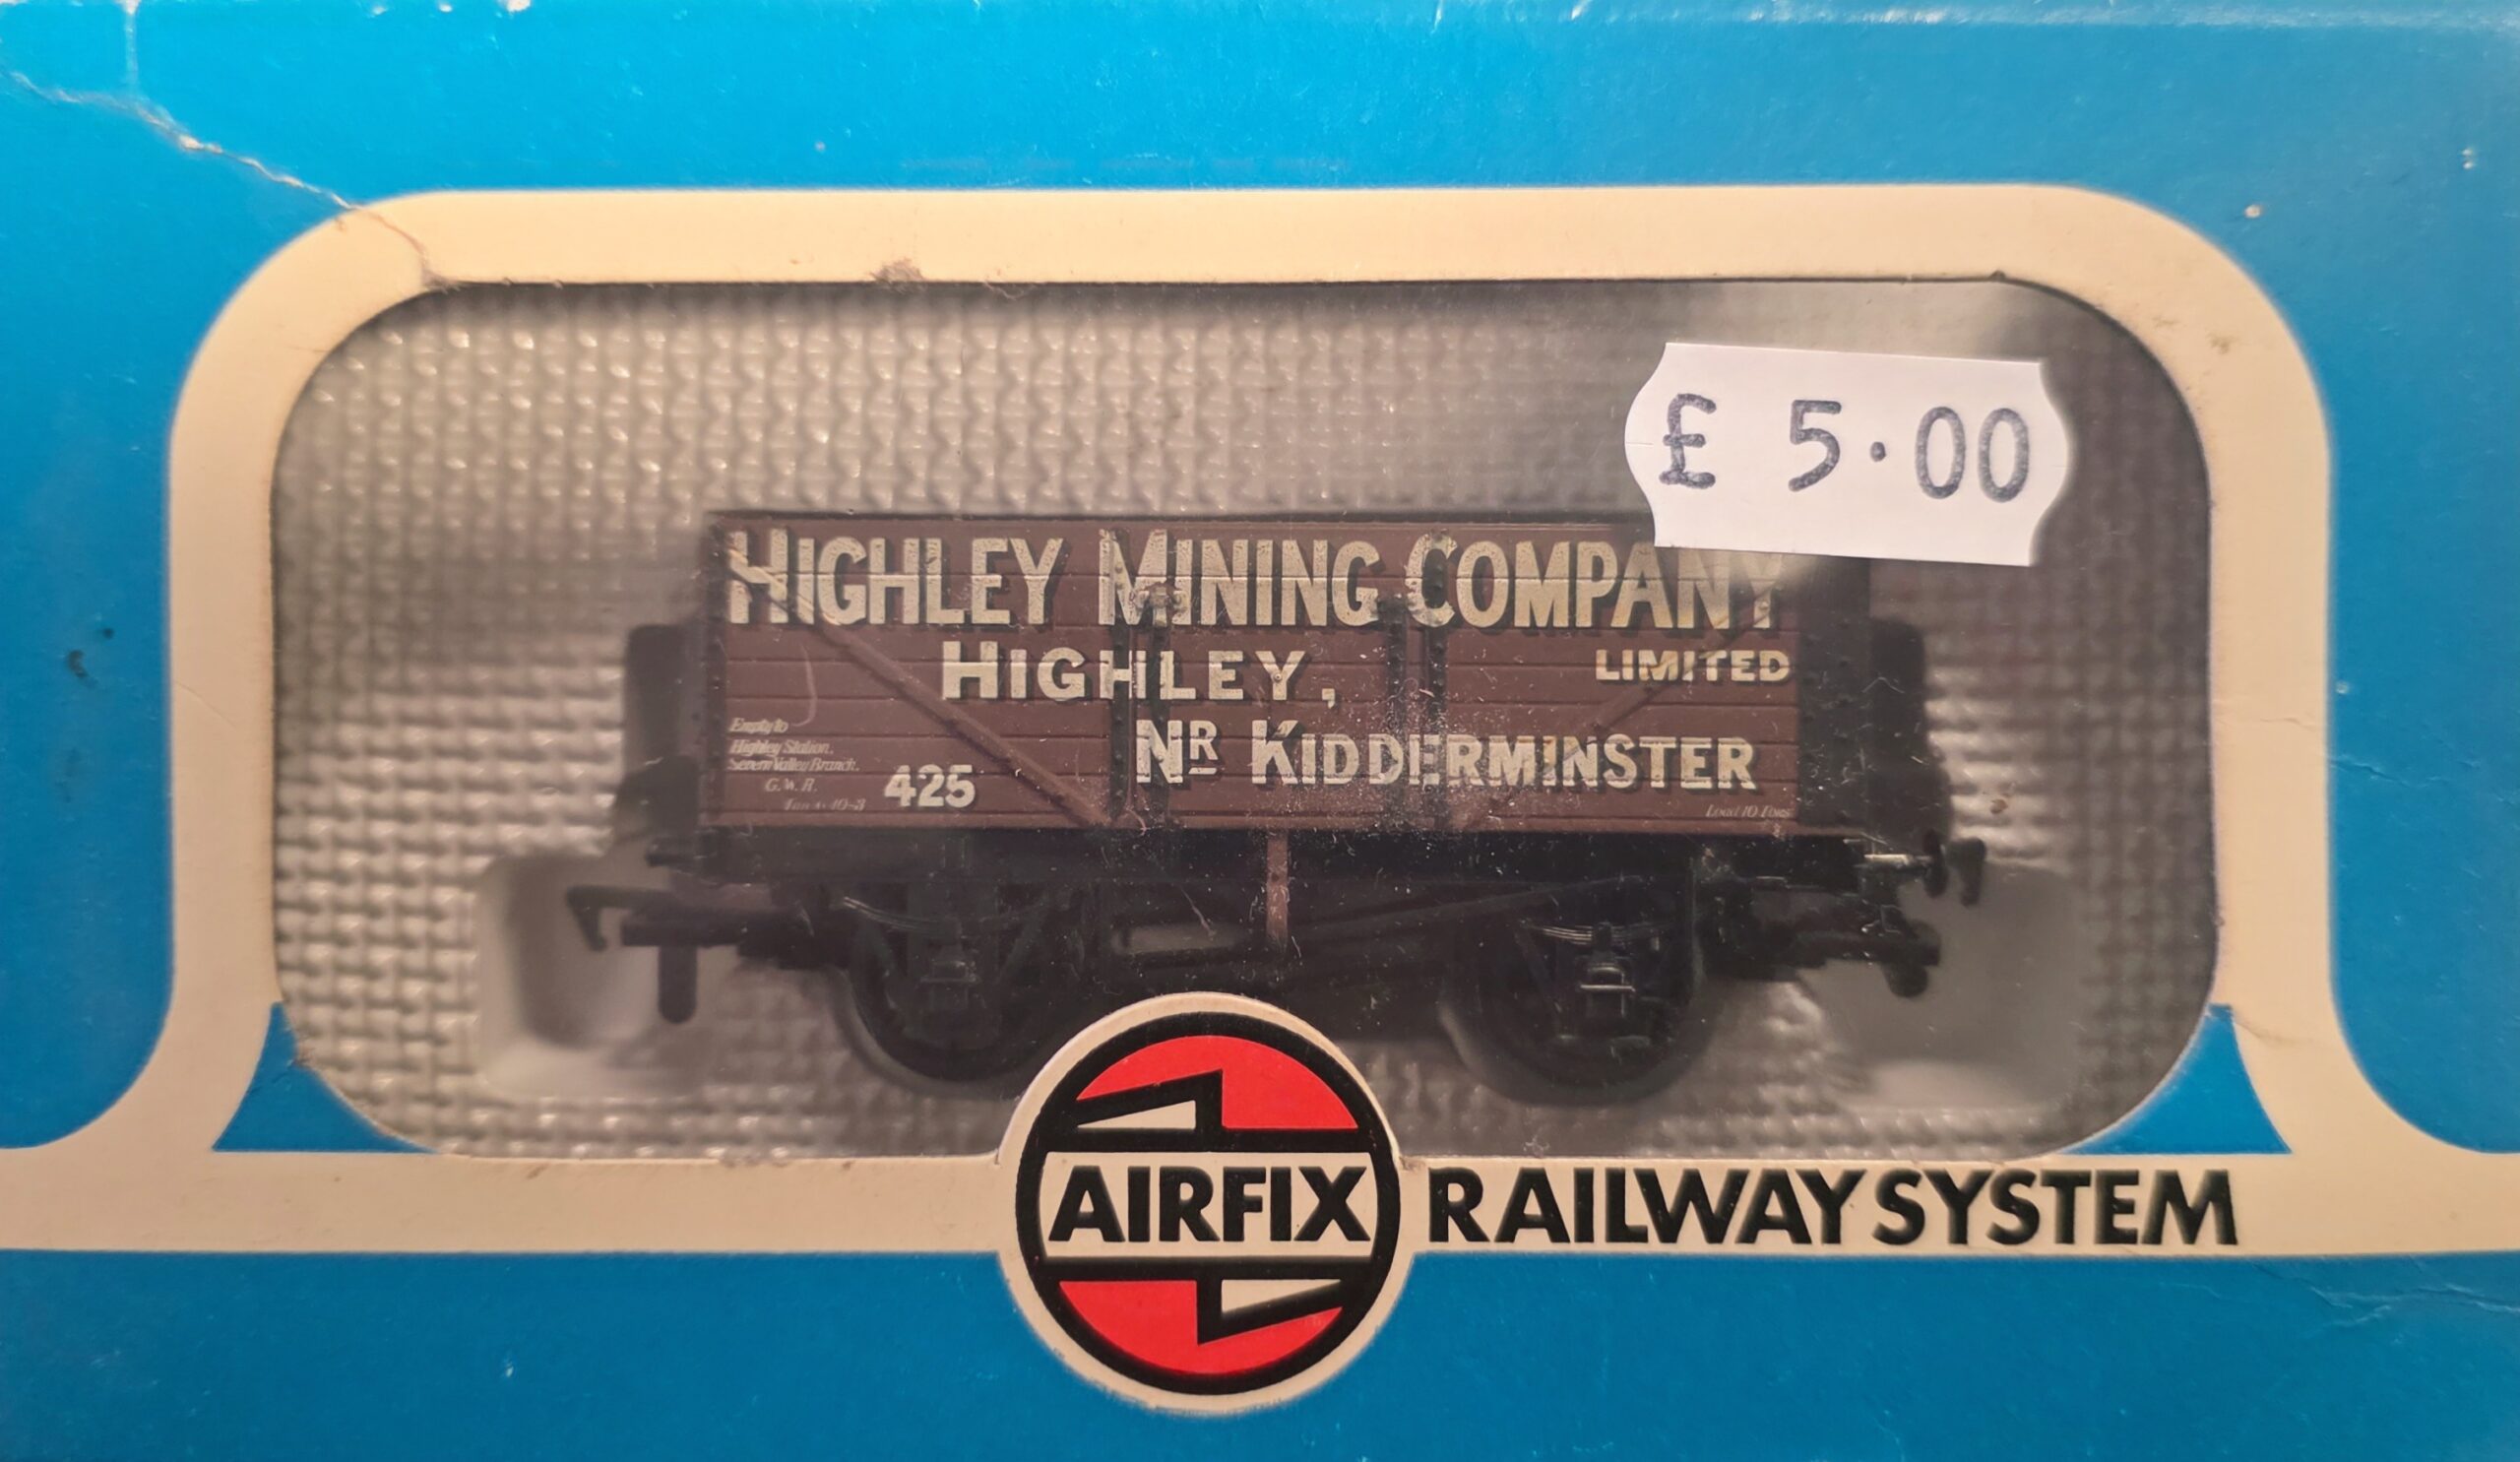 £ 5.00
HIGHLEY MINING COMPANY
HIGHLEY,
LIMITED
NR KIDDERMINSTER
Empty to
Highley Station.
Severn Valley Branch.
G.W.R.
425
Load 10 Tons
AIRFIX RAILWAY SYSTEM